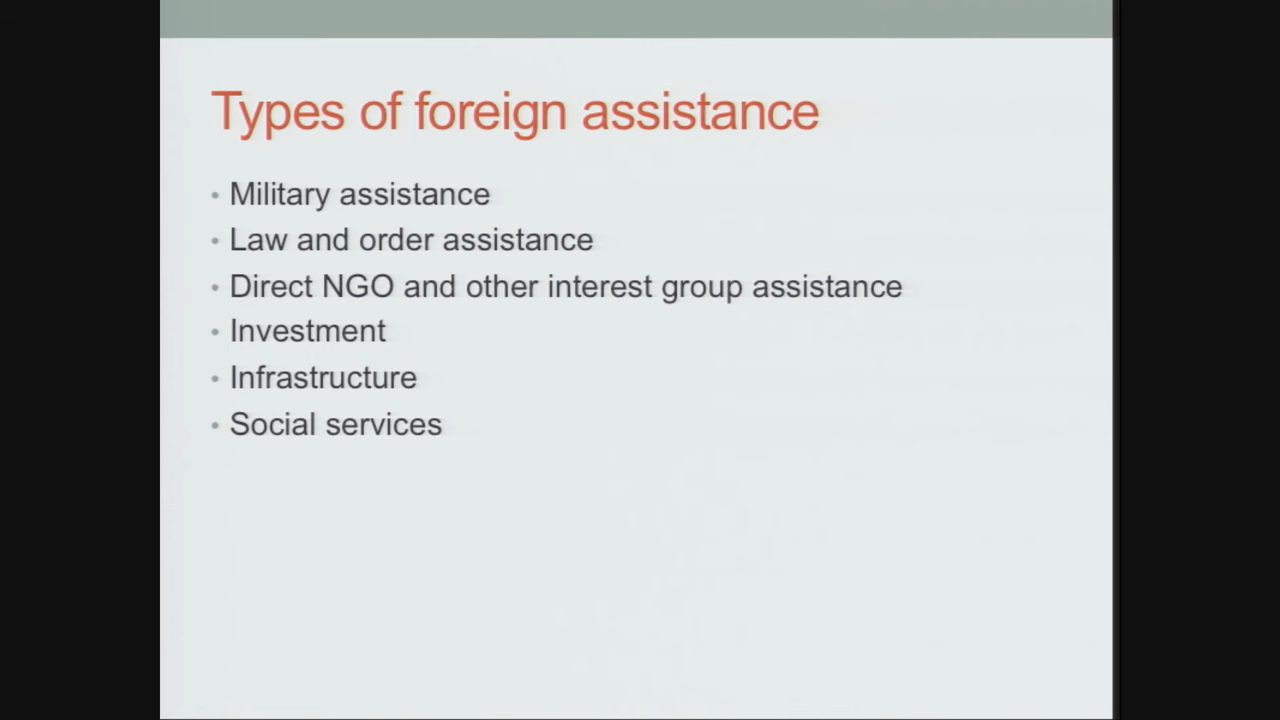 Types of foreign assistance
• Military assistance
• Law and order assistance
• Direct NGO and other interest group assistance
• Investment
• Infrastructure
• Social services